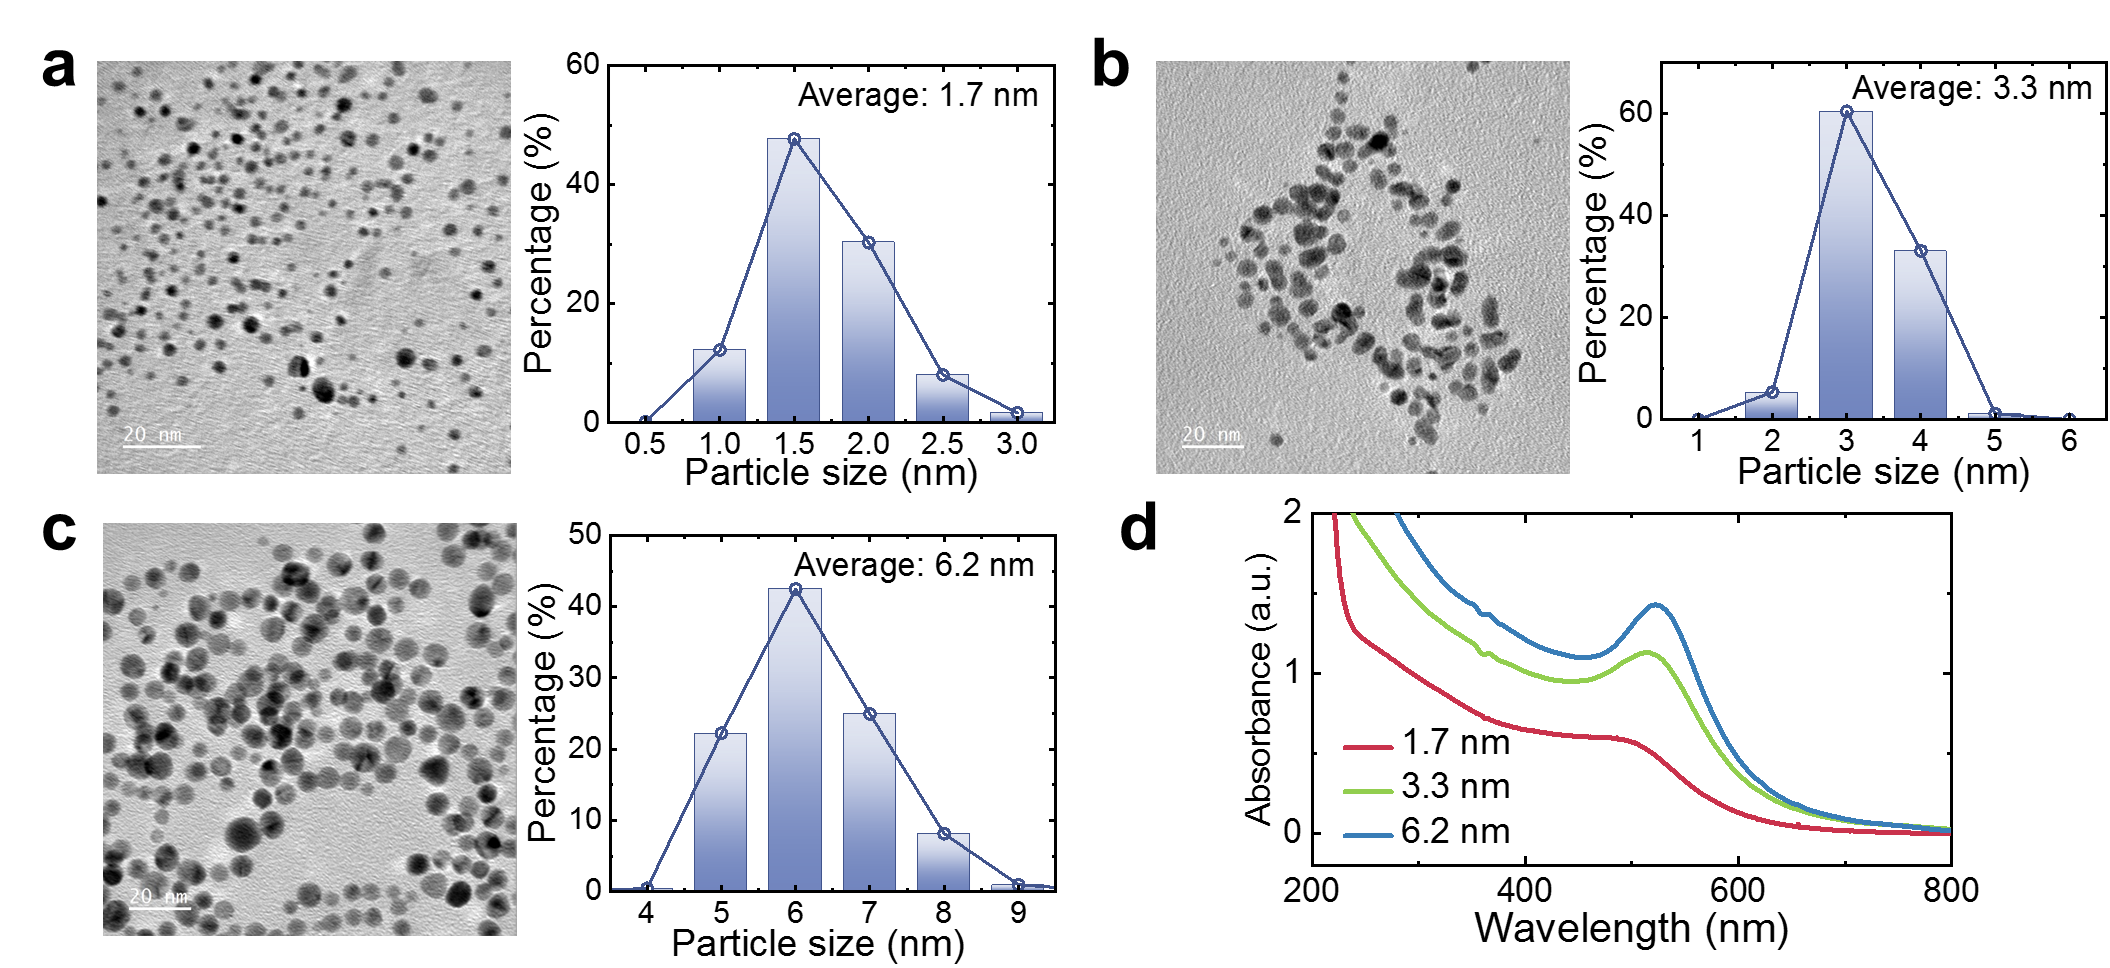 a
60
40
20
0
Percentage (%)
Average: 1.7 nm
0.5 1.0 1.5 2.0 2.5 3.0
Particle size (nm)
20 nm
b
60
40
20
0
Percentage (%)
Average: 3.3 nm
1 2 3 4 5 6
Particle size (nm)
20 nm
c
50
40
30
20
10
0
Percentage (%)
Average: 6.2 nm
4 5 6 7 8 9
Particle size (nm)
20 nm
d
2
1
0
Absorbance (a.u.)
1.7 nm
3.3 nm
6.2 nm
200 400 600 800
Wavelength (nm)